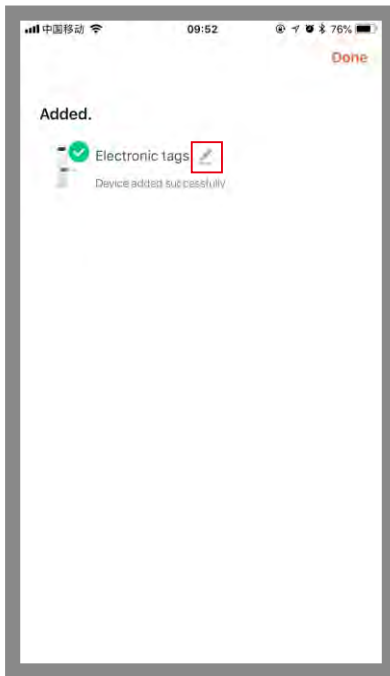 中国移动 09:52 76%
Done
Added.
Electronic tags
Device added successfully